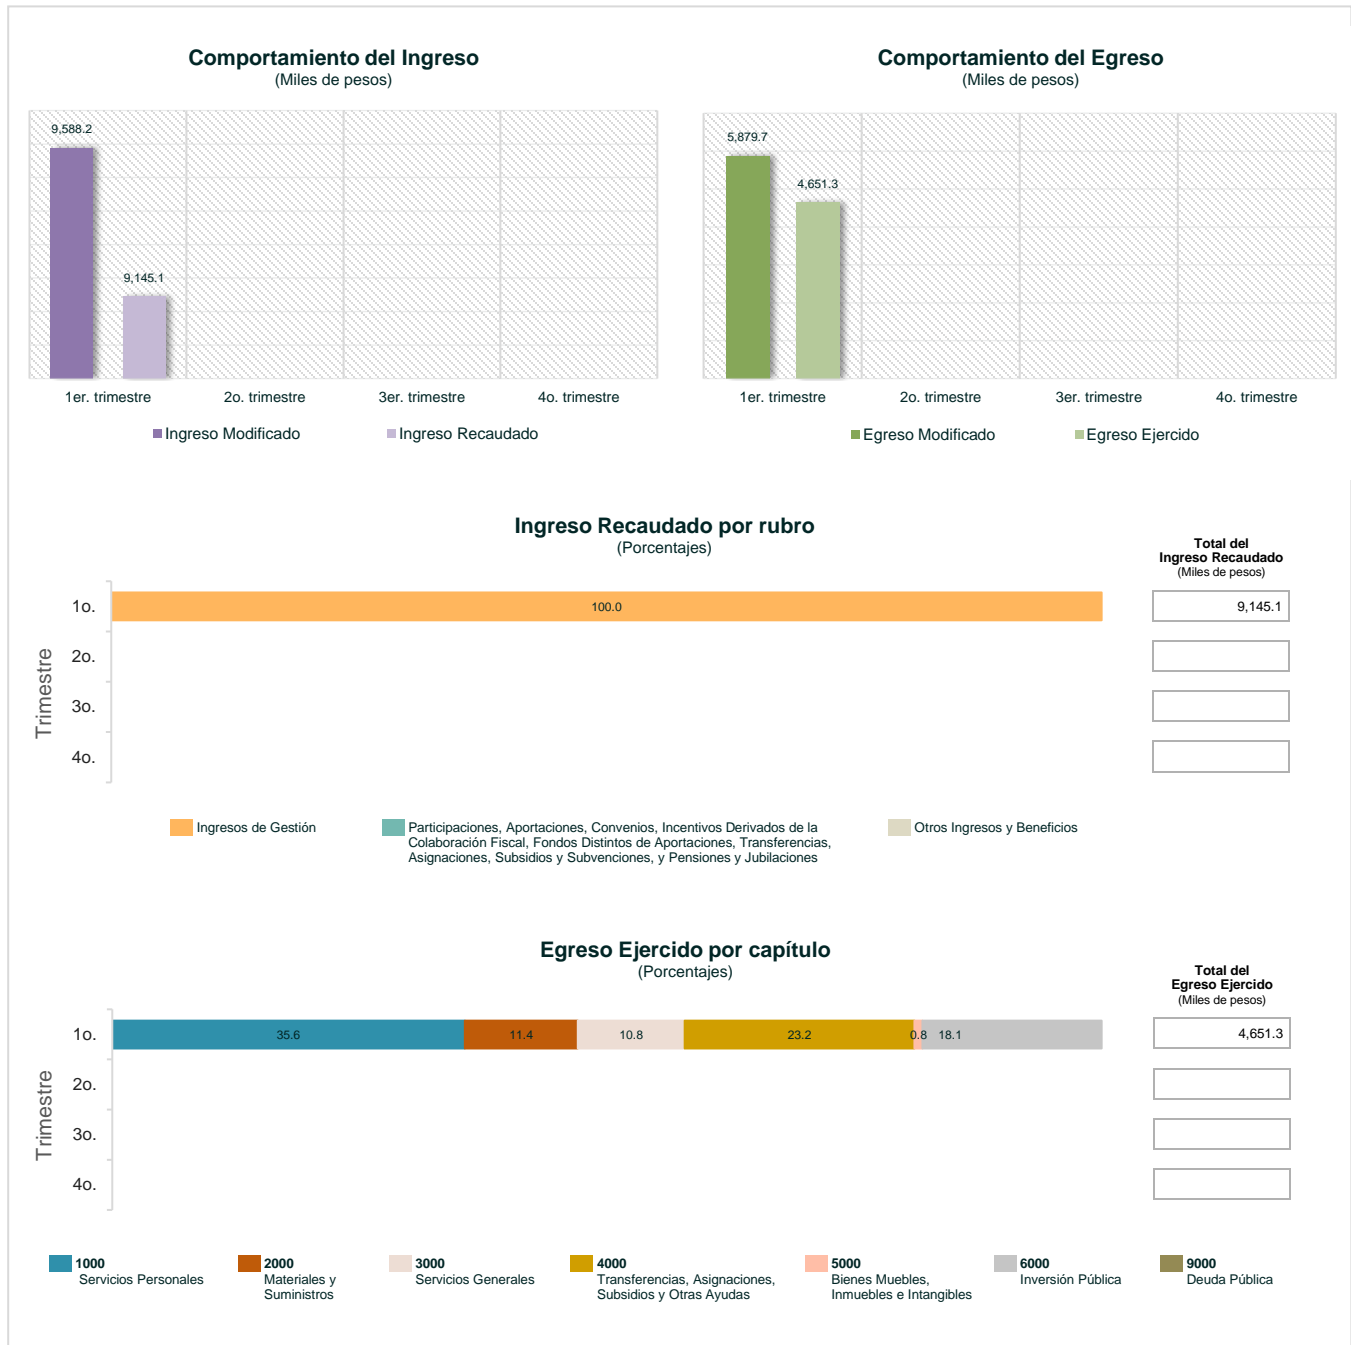 Comportamiento del Ingreso
(Miles de pesos)
9,588.2
9,145.1
1er. trimestre
2o. trimestre
3er. trimestre
4o. trimestre
Ingreso Modificado
Ingreso Recaudado
Comportamiento del Egreso
(Miles de pesos)
5,879.7
4,651.3
1er. trimestre
2o. trimestre
3er. trimestre
4o. trimestre
Egreso Modificado
Egreso Ejercido
Ingreso Recaudado por rubro
(Porcentajes)
Total del
Ingreso Recaudado
(Miles de pesos)
Trimestre
1o.
100.0
9,145.1
2o.
3o.
4o.
Ingresos de Gestión
Participaciones, Aportaciones, Convenios, Incentivos Derivados de la
Colaboración Fiscal, Fondos Distintos de Aportaciones, Transferencias,
Asignaciones, Subsidios y Subvenciones, y Pensiones y Jubilaciones
Otros Ingresos y Beneficios
Egreso Ejercido por capítulo
(Porcentajes)
Total del
Egreso Ejercido
(Miles de pesos)
Trimestre
1o.
35.6
11.4
10.8
23.2
0.8
18.1
4,651.3
2o.
3o.
4o.
1000
Servicios Personales
2000
Materiales y
Suministros
3000
Servicios Generales
4000
Transferencias, Asignaciones,
Subsidios y Otras Ayudas
5000
Bienes Muebles,
Inmuebles e Intangibles
6000
Inversión Pública
9000
Deuda Pública